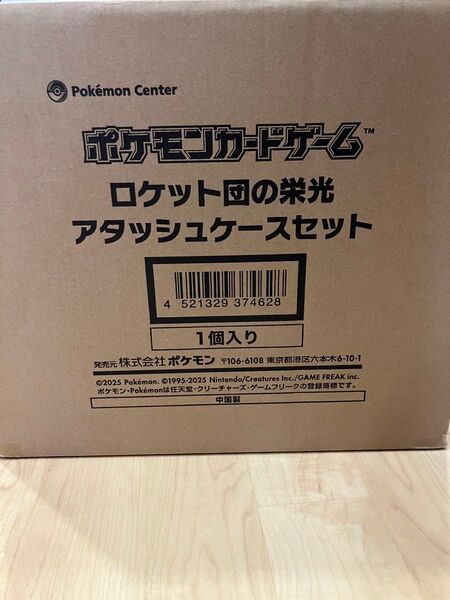 Pokémon Center
ポケモンカードゲーム™
ロケット団の栄光
アタッシュケースセット
4 521329 374628
1個入り
発売元 株式会社ポケモン 〒106-6108 東京都港区六本木6-10-1
©2025 Pokémon. ©1995-2025 Nintendo/Creatures Inc./GAME FREAK inc.
ポケモン・Pokémonは任天堂・クリーチャーズ・ゲームフリークの登録商標です。
中国製